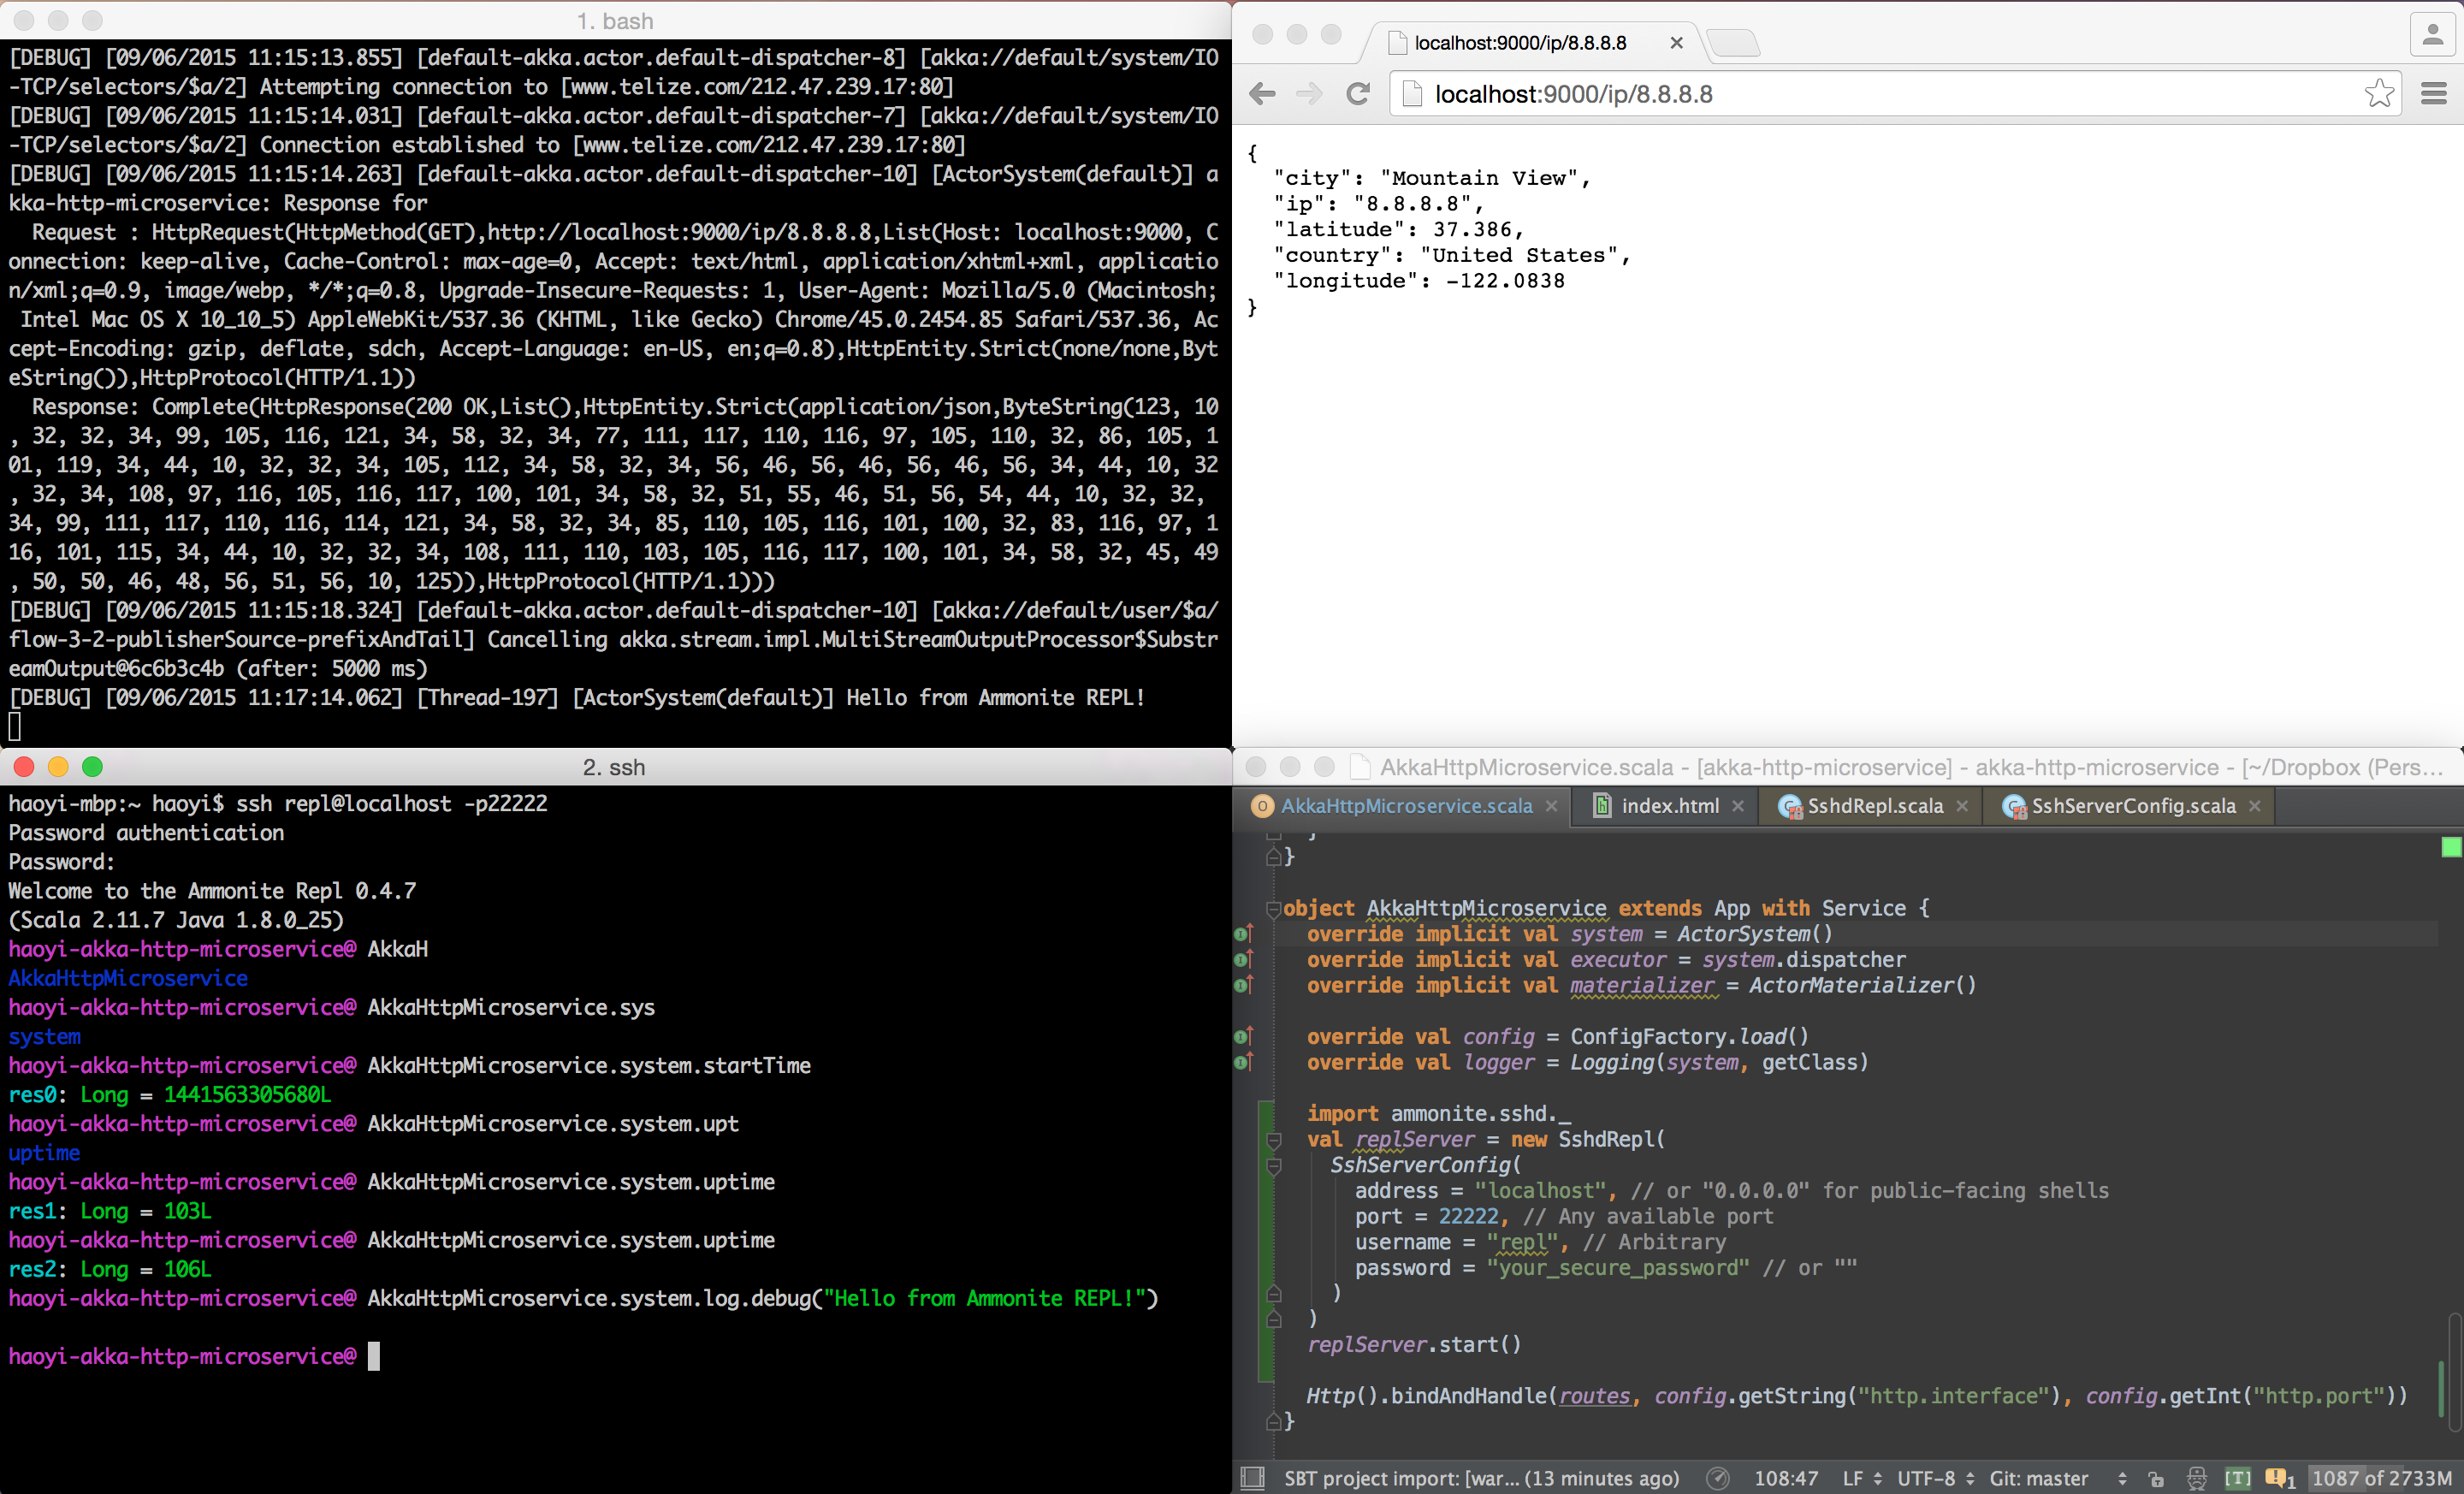 1. bash
[DEBUG] [09/06/2015 11:15:13.855] [default-akka.actor.default-dispatcher-8] [akka://default/system/IO
-TCP/selectors/$a/2] Attempting connection to [www.telize.com/212.47.239.17:80]
[DEBUG] [09/06/2015 11:15:14.031] [default-akka.actor.default-dispatcher-7] [akka://default/system/IO
-TCP/selectors/$a/2] Connection established to [www.telize.com/212.47.239.17:80]
[DEBUG] [09/06/2015 11:15:14.263] [default-akka.actor.default-dispatcher-10] [ActorSystem(default)] a
kka-http-microservice: Response for
  Request : HttpRequest(HttpMethod(GET),http://localhost:9000/ip/8.8.8.8,List(Host: localhost:9000, C
onnection: keep-alive, Cache-Control: max-age=0, Accept: text/html, application/xhtml+xml, applicatio
n/xml;q=0.9, image/webp, */*;q=0.8, Upgrade-Insecure-Requests: 1, User-Agent: Mozilla/5.0 (Macintosh;
 Intel Mac OS X 10_10_5) AppleWebKit/537.36 (KHTML, like Gecko) Chrome/45.0.2454.85 Safari/537.36, Ac
cept-Encoding: gzip, deflate, sdch, Accept-Language: en-US, en;q=0.8),HttpEntity.Strict(none/none,Byt
eString()),HttpProtocol(HTTP/1.1))
  Response: Complete(HttpResponse(200 OK,List(),HttpEntity.Strict(application/json,ByteString(123, 10
, 32, 32, 34, 99, 105, 116, 121, 34, 58, 32, 34, 77, 111, 117, 110, 116, 97, 105, 110, 32, 86, 105, 1
01, 119, 34, 44, 10, 32, 32, 34, 105, 112, 34, 58, 32, 34, 56, 46, 56, 46, 56, 46, 56, 34, 44, 10, 32
, 32, 34, 108, 97, 116, 105, 116, 117, 100, 101, 34, 58, 32, 51, 55, 46, 51, 56, 54, 44, 10, 32, 32,
34, 99, 111, 117, 110, 116, 114, 121, 34, 58, 32, 34, 85, 110, 105, 116, 101, 100, 32, 83, 116, 97, 1
16, 101, 115, 34, 44, 10, 32, 32, 34, 108, 111, 110, 103, 105, 116, 117, 100, 101, 34, 58, 32, 45, 49
, 50, 50, 46, 48, 56, 51, 56, 10, 125)),HttpProtocol(HTTP/1.1)))
[DEBUG] [09/06/2015 11:15:18.324] [default-akka.actor.default-dispatcher-10] [akka://default/user/$a/
flow-3-2-publisherSource-prefixAndTail] Cancelling akka.stream.impl.MultiStreamOutputProcessor$Substr
eamOutput@6c6b3c4b (after: 5000 ms)
[DEBUG] [09/06/2015 11:17:14.062] [Thread-197] [ActorSystem(default)] Hello from Ammonite REPL!
localhost:9000/ip/8.8.8.8
localhost:9000/ip/8.8.8.8
{
  "city": "Mountain View",
  "ip": "8.8.8.8",
  "latitude": 37.386,
  "country": "United States",
  "longitude": -122.0838
}
2. ssh
haoyi-mbp:~ haoyi$ ssh repl@localhost -p22222
Password authentication
Password:
Welcome to the Ammonite Repl 0.4.7
(Scala 2.11.7 Java 1.8.0_25)
haoyi-akka-http-microservice@ AkkaH
AkkaHttpMicroservice
haoyi-akka-http-microservice@ AkkaHttpMicroservice.sys
system
haoyi-akka-http-microservice@ AkkaHttpMicroservice.system.startTime
res0: Long = 1441563305680L
haoyi-akka-http-microservice@ AkkaHttpMicroservice.system.upt
uptime
haoyi-akka-http-microservice@ AkkaHttpMicroservice.system.uptime
res1: Long = 103L
haoyi-akka-http-microservice@ AkkaHttpMicroservice.system.uptime
res2: Long = 106L
haoyi-akka-http-microservice@ AkkaHttpMicroservice.system.log.debug("Hello from Ammonite REPL!")
haoyi-akka-http-microservice@
AkkaHttpMicroservice.scala - [akka-http-microservice] - akka-http-microservice - [~/Dropbox (Pers...
AkkaHttpMicroservice.scala index.html SshdRepl.scala SshServerConfig.scala
}
}
object AkkaHttpMicroservice extends App with Service {
  override implicit val system = ActorSystem()
  override implicit val executor = system.dispatcher
  override implicit val materializer = ActorMaterializer()
  override val config = ConfigFactory.load()
  override val logger = Logging(system, getClass)
  import ammonite.sshd._
  val replServer = new SshdRepl(
    SshServerConfig(
      address = "localhost", // or "0.0.0.0" for public-facing shells
      port = 22222, // Any available port
      username = "repl", // Arbitrary
      password = "your_secure_password" // or ""
    )
  )
  replServer.start()
  Http().bindAndHandle(routes, config.getString("http.interface"), config.getInt("http.port"))
}
SBT project import: [war... (13 minutes ago) 108:47 LF UTF-8 Git: master [T] 1 1087 of 2733M